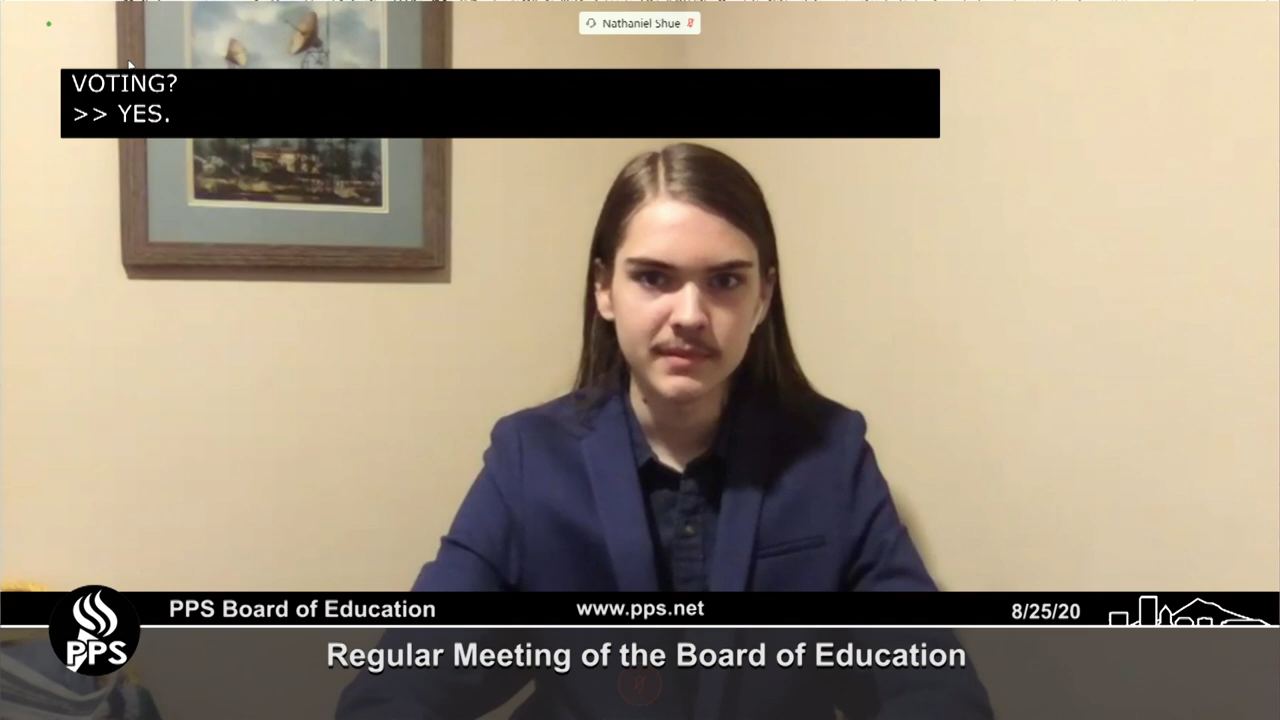 Nathaniel Shue
VOTING?
>> YES.
PPS Board of Education
www.pps.net
8/25/20
PPS
Regular Meeting of the Board of Education